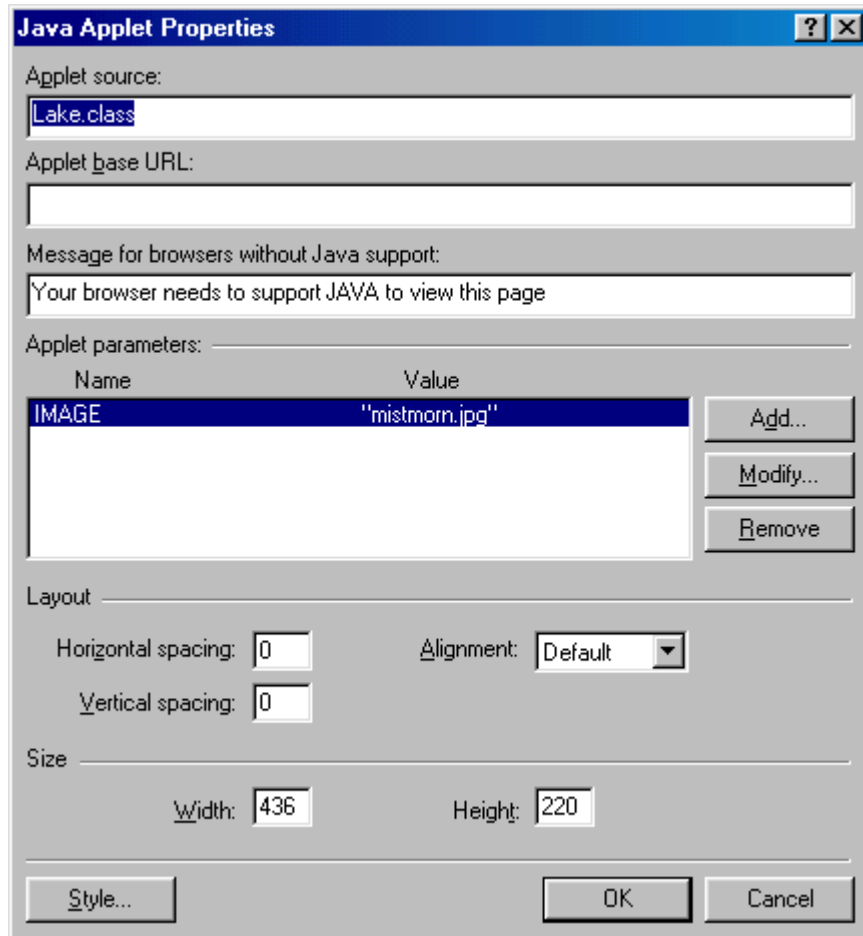 Java Applet Properties
Applet source:
Lake.class
Applet base URL:
Message for browsers without Java support:
Your browser needs to support JAVA to view this page
Applet parameters:
Name Value
IMAGE "mistmorn.jpg"
Add...
Modify...
Remove
Layout
Horizontal spacing: 0 Alignment: Default
Vertical spacing: 0
Size
Width: 436 Height: 220
Style... OK Cancel